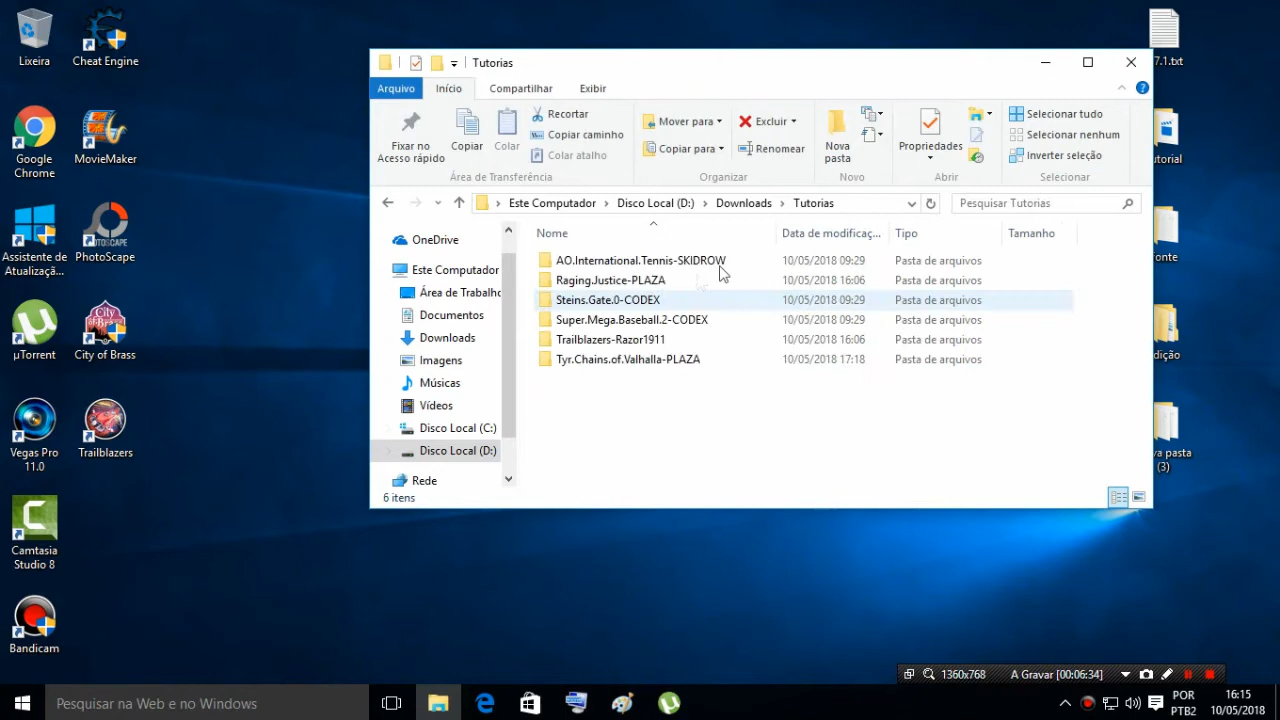 Lixeira
Cheat Engine
Google
Chrome
MovieMaker
Assistente de
Atualizaçã...
PHOTOSCAPE
PhotoScape
µTorrent
City of Brass
Vegas Pro
11.0
Trailblazers
Camtasia
Studio 8
Bandicam
Tutorias
Arquivo
Início
Compartilhar
Exibir
Fixar no
Acesso rápido
Copiar
Colar
Recortar
Copiar caminho
Colar atalho
Área de Transferência
Mover para
Copiar para
Excluir
Renomear
Organizar
Nova
pasta
Novo
Propriedades
Abrir
Selecionar tudo
Selecionar nenhum
Inverter seleção
Selecionar
Este Computador > Disco Local (D:) > Downloads > Tutorias
Pesquisar Tutorias
OneDrive
Este Computador
Área de Trabalho
Documentos
Downloads
Imagens
Músicas
Vídeos
Disco Local (C:)
Disco Local (D:)
Rede
Nome Data de modificaç... Tipo Tamanho
AO.International.Tennis-SKIDROW 10/05/2018 09:29 Pasta de arquivos
Raging.Justice-PLAZA 10/05/2018 16:06 Pasta de arquivos
Steins.Gate.0-CODEX 10/05/2018 09:29 Pasta de arquivos
Super.Mega.Baseball.2-CODEX 10/05/2018 09:29 Pasta de arquivos
Trailblazers-Razor1911 10/05/2018 16:06 Pasta de arquivos
Tyr.Chains.of.Valhalla-PLAZA 10/05/2018 17:18 Pasta de arquivos
6 itens
7.1.txt
utorial
ronte
dição
va pasta
(3)
1360x768 A Gravar [00:06:34]
Pesquisar na Web e no Windows
POR
PTB2
16:15
10/05/2018